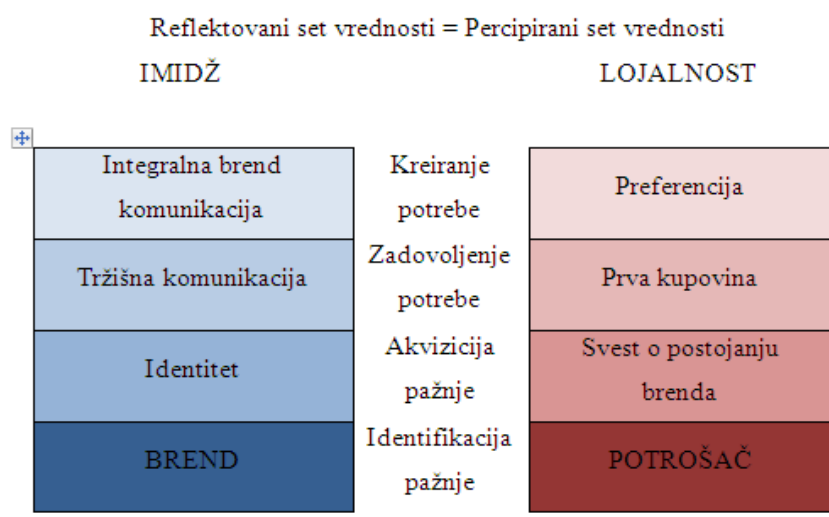 Reflektovani set vrednosti = Percipirani set vrednosti
IMIDŽ
LOJALNOST
Integralna brend
komunikacija
Kreiranje
potrebe
Preferencija
Tržišna komunikacija
Zadovoljenje
potrebe
Prva kupovina
Identitet
Akvizicija
pažnje
Svest o postojanju
brenda
BREND
Identifikacija
pažnje
POTROŠAČ